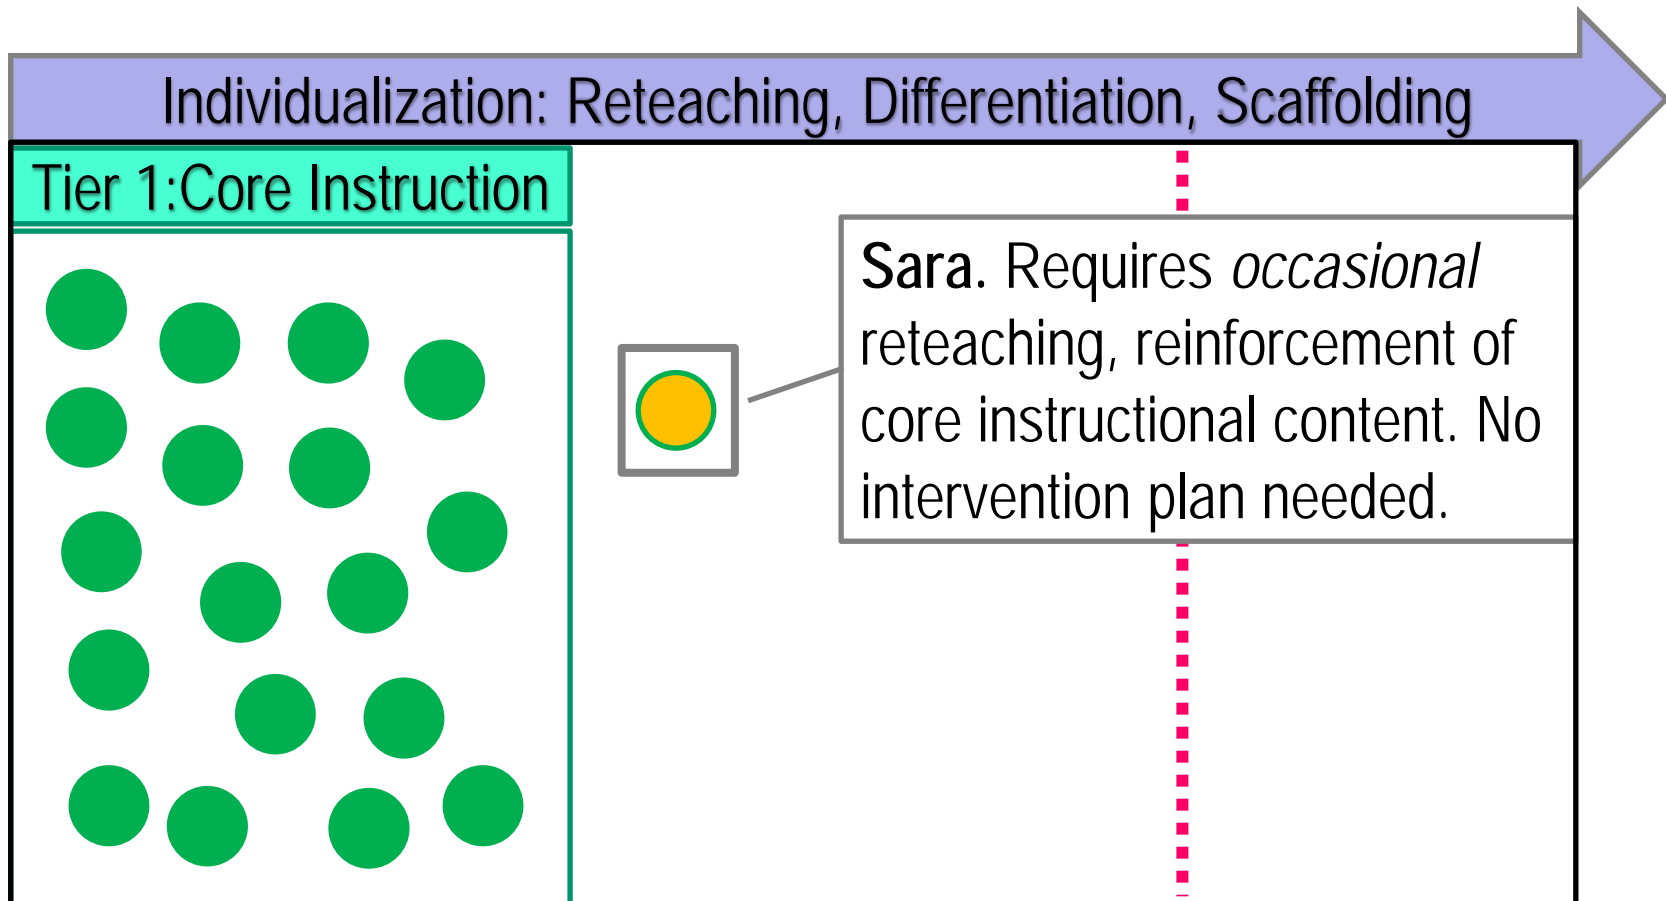 Individualization: Reteaching, Differentiation, Scaffolding
Tier 1:Core Instruction
Sara. Requires occasional
reteaching, reinforcement of
core instructional content. No
intervention plan needed.